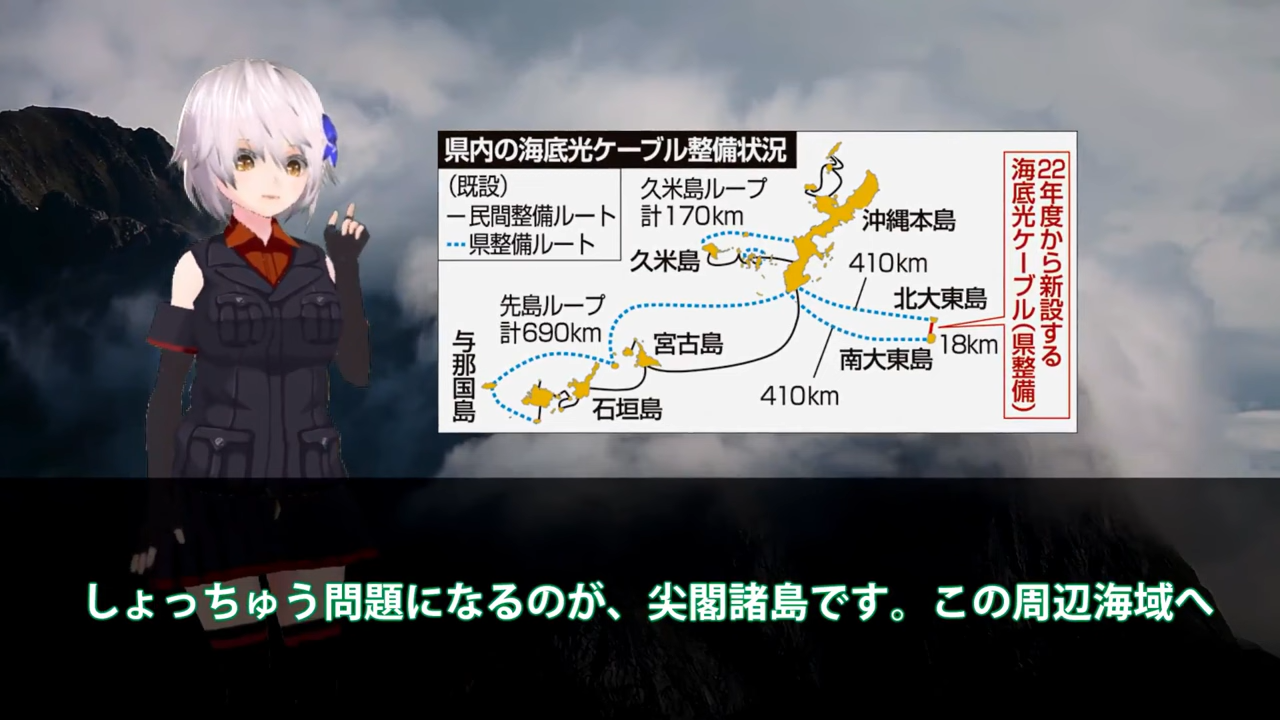 県内の海底光ケーブル整備状況
（既設）
民間整備ルート
県整備ルート
久米島ループ
計170km
久米島
沖縄本島
410km
北大東島
18km
南大東島
410km
先島ループ
計690km
宮古島
与那国島
石垣島
22年度から新設する
海底光ケーブル（県整備）
しょっちゅう問題になるのが、尖閣諸島です。この周辺海域へ